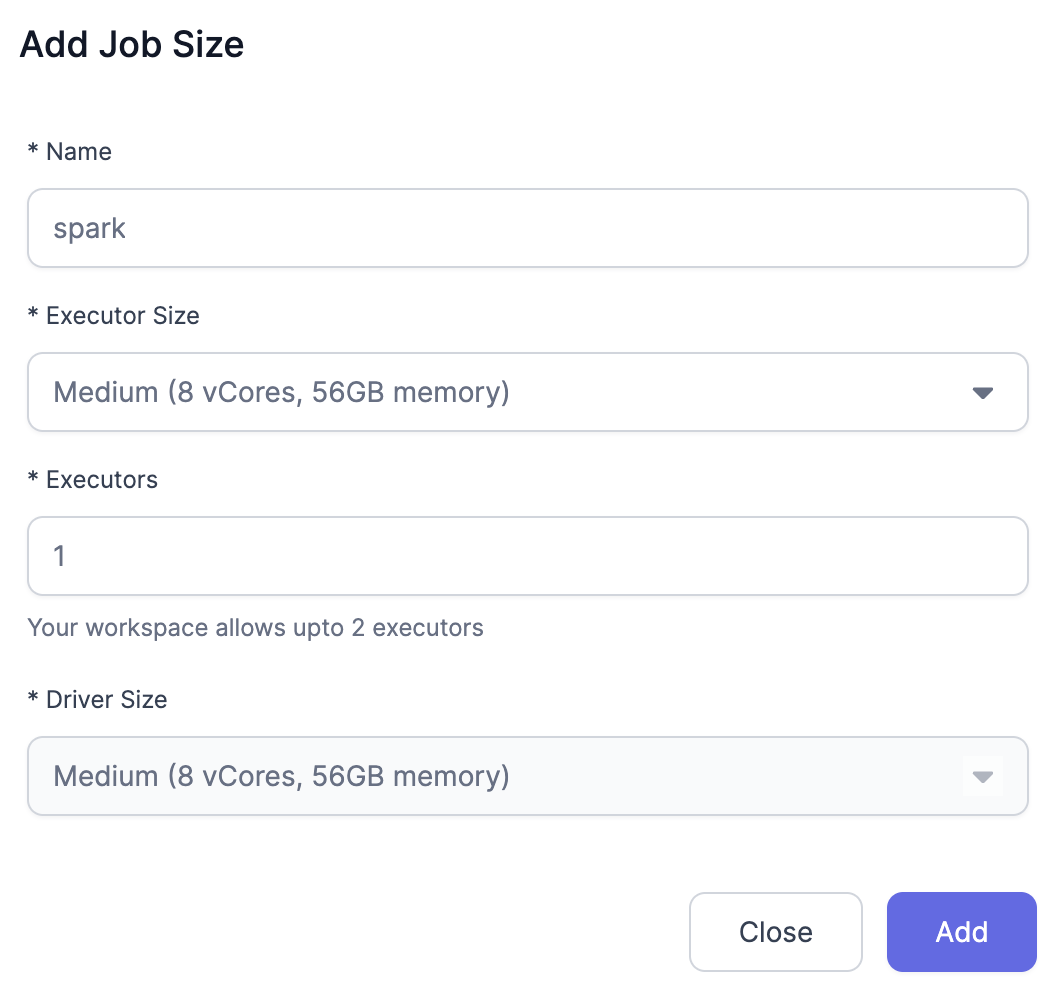 Add Job Size
* Name
spark
* Executor Size
Medium (8 vCores, 56GB memory)
* Executors
1
Your workspace allows upto 2 executors
* Driver Size
Medium (8 vCores, 56GB memory)
Close Add